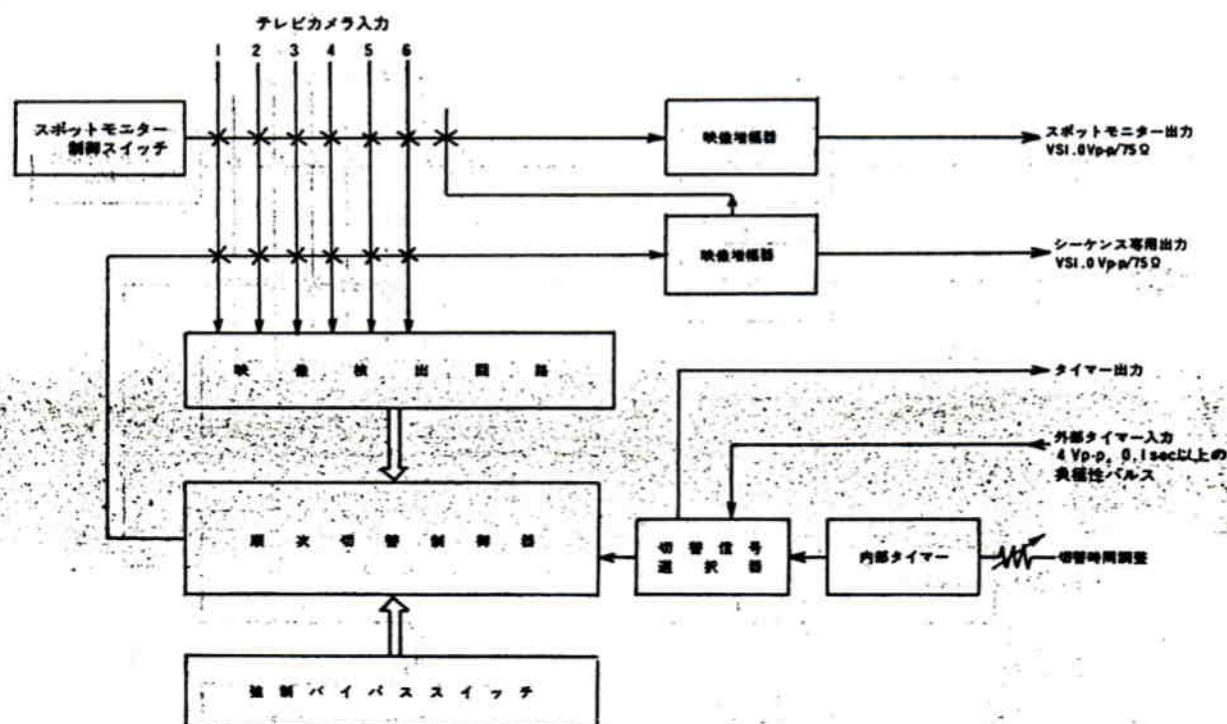 テレビカメラ入力
1 2 3 4 5 6
スポットモニター
制御スイッチ
映像増幅器
スポットモニター出力
VS1.0Vp-p/75Ω
映像増幅器
シーケンス専用出力
VS1.0Vp-p/75Ω
映像検出回路
タイマー出力
外部タイマー入力
4Vp-p, 0.1sec以上の
負極性パルス
順次切替制御器
切替信号
選択器
内部タイマー
切替時間調整
強制バイパススイッチ